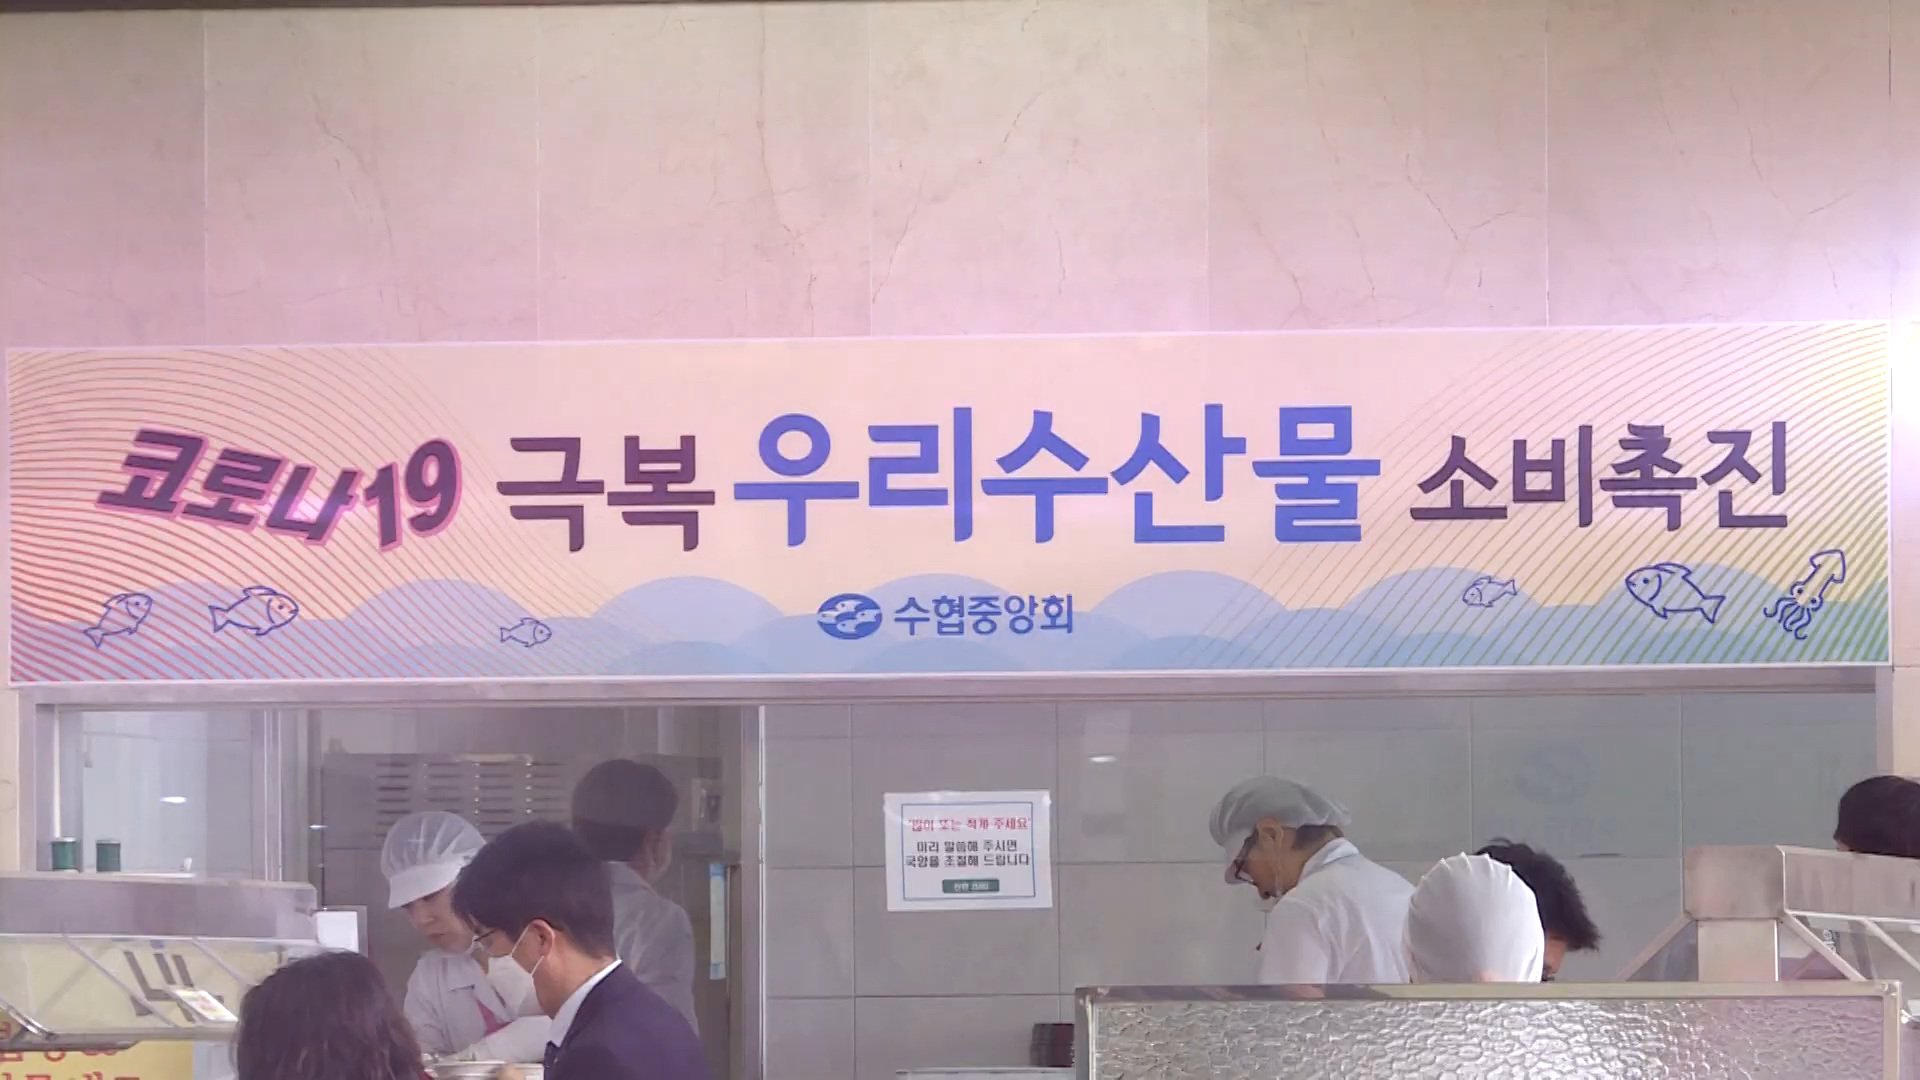 코로나19 극복 우리수산물 소비촉진
수협중앙회
'많이 또는 적게 주세요'
미리 말씀해 주시면
국양을 조절해 드립니다